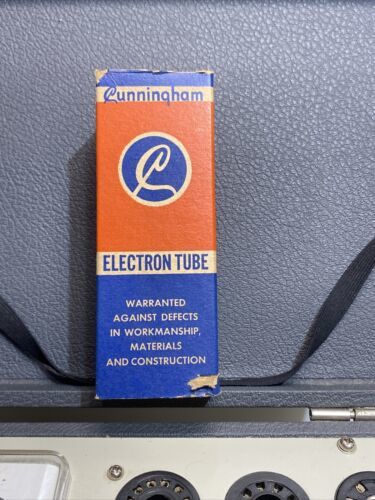 Cunningham
C
ELECTRON TUBE
WARRANTED
AGAINST DEFECTS
IN WORKMANSHIP,
MATERIALS
AND CONSTRUCTION